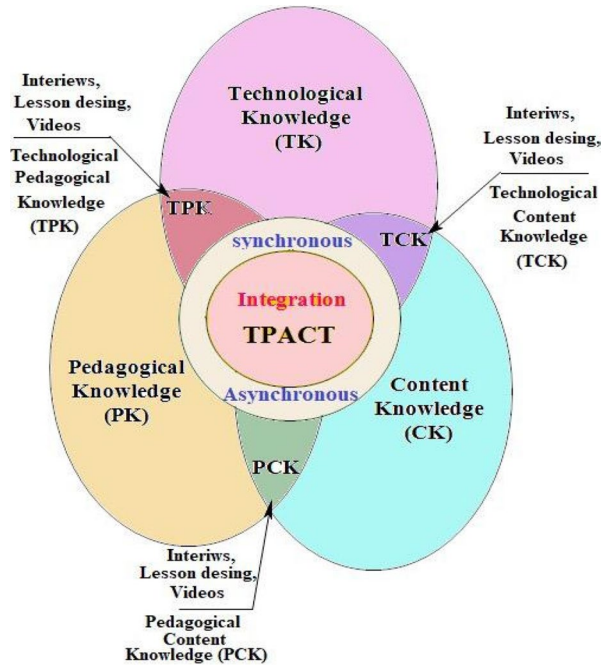 Technological
Knowledge
(TK)
Interiews,
Lesson desing,
Videos
Technological
Pedagogical
Knowledge
(TPK)
Interiws,
Lesson desing,
Videos
Technological
Content
Knowledge
(TCK)
TPK
TCK
synchronous
Integration
TPACT
Asynchronous
Pedagogical
Knowledge
(PK)
Content
Knowledge
(CK)
PCK
Interiws,
Lesson desing,
Videos
Pedagogical
Content
Knowledge (PCK)